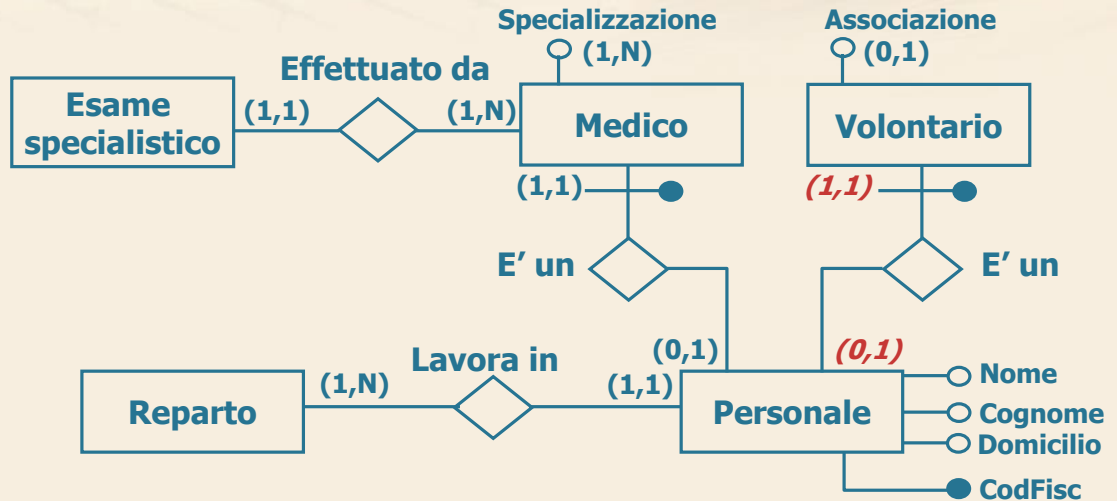 Specializzazione
(1,N)
Associazione
(0,1)
Effettuato da
Esame
specialistico
(1,1)
(1,N)
Medico
Volontario
(1,1)
(1,1)
E’ un
E’ un
Lavora in
(0,1)
(0,1)
Reparto
(1,N)
(1,1)
Personale
Nome
Cognome
Domicilio
CodFisc